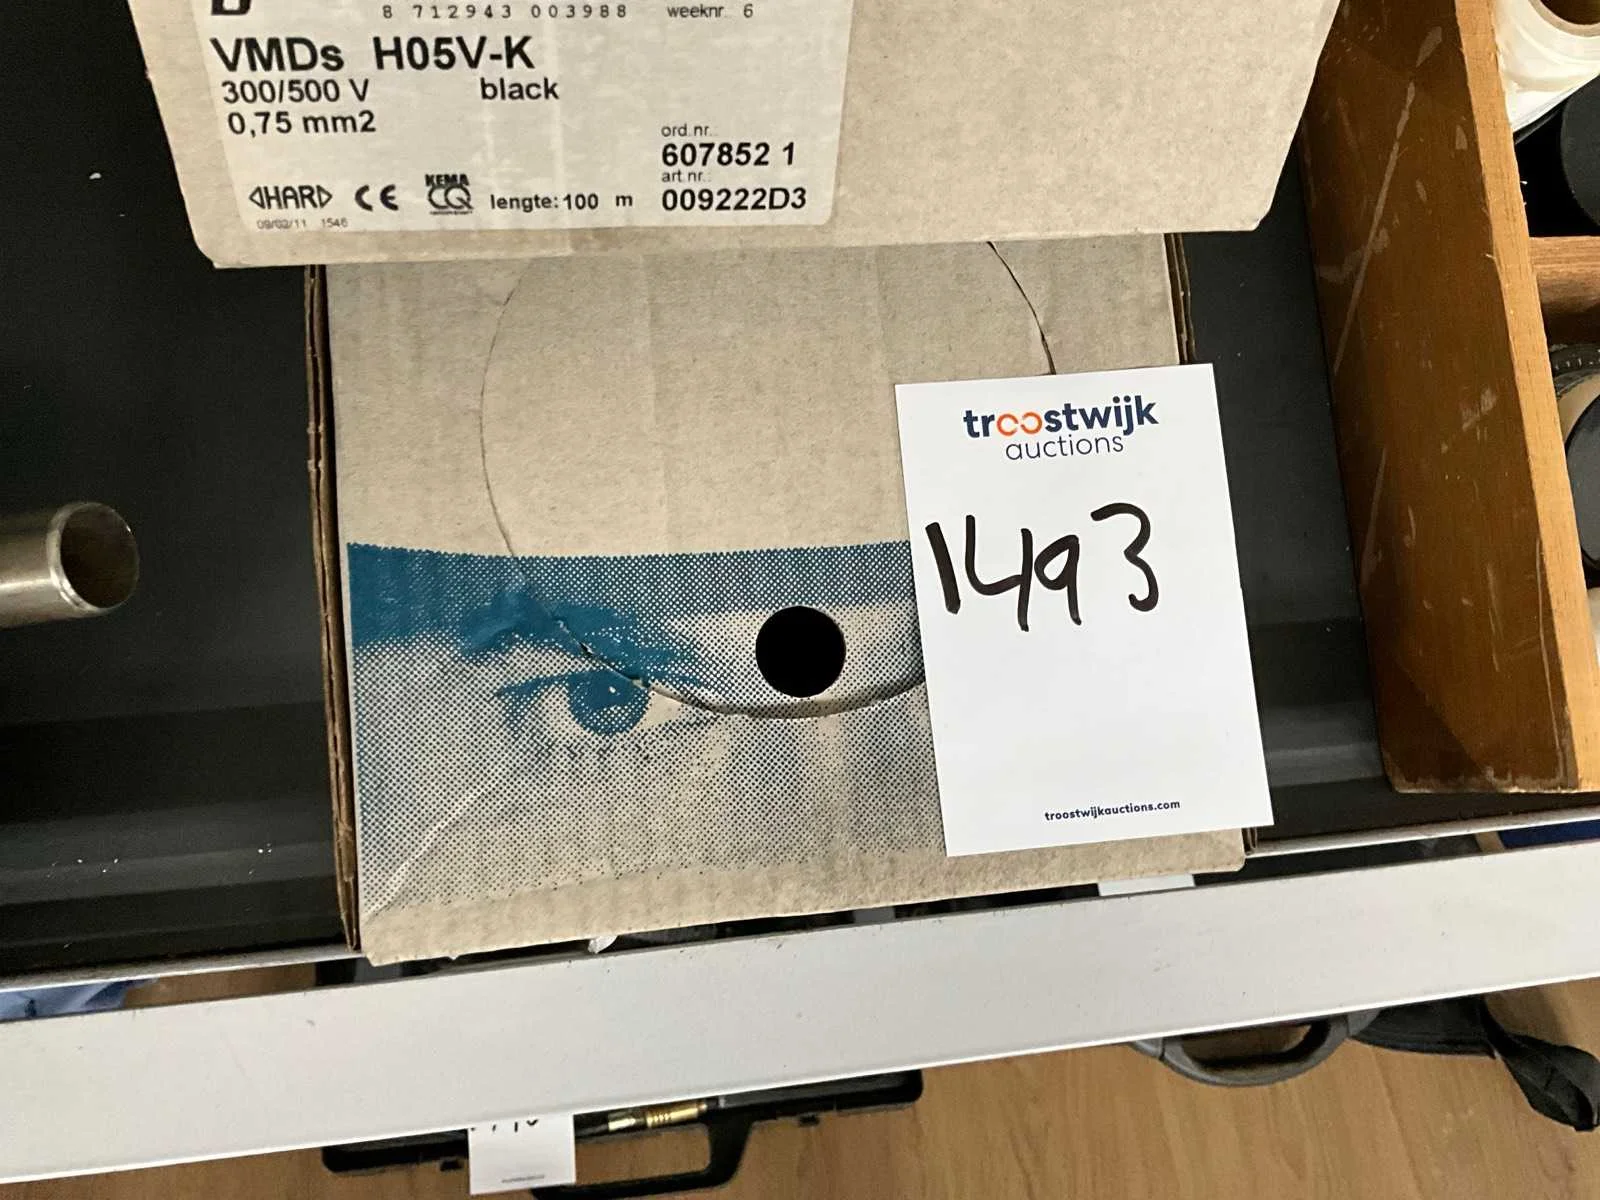 8 712943 003988 weeknr. 6
VMDs H05V-K
300/500 V black
0,75 mm2
ord.nr.:
607852 1
art.nr.:
◁HARD▷ CE KEMA lengte: 100 m 009222D3
09/02/11 1546
troostwijk
auctions
1493
troostwijkauctions.com